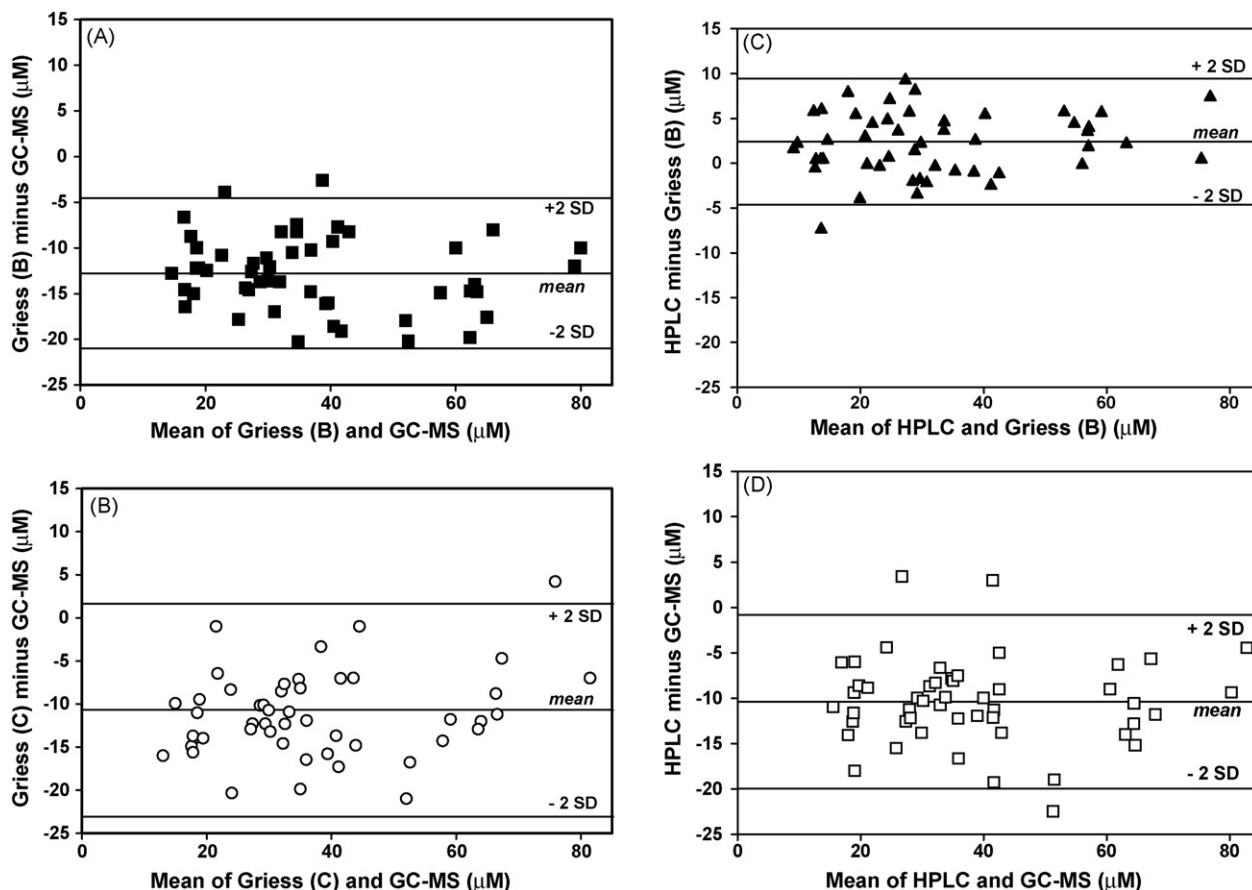 (A)
Griess (B) minus GC-MS (μM)
15
10
5
0
-5
-10
-15
-20
-25
+2 SD
mean
-2 SD
0 20 40 60 80
Mean of Griess (B) and GC-MS (μM)
(C)
HPLC minus Griess (B) (μM)
15
10
5
0
-5
-10
-15
-20
-25
+ 2 SD
mean
- 2 SD
0 20 40 60 80
Mean of HPLC and Griess (B) (μM)
(B)
Griess (C) minus GC-MS (μM)
15
10
5
0
-5
-10
-15
-20
-25
+ 2 SD
mean
- 2 SD
0 20 40 60 80
Mean of Griess (C) and GC-MS (μM)
(D)
HPLC minus GC-MS (μM)
15
10
5
0
-5
-10
-15
-20
-25
+ 2 SD
mean
- 2 SD
0 20 40 60 80
Mean of HPLC and GC-MS (μM)